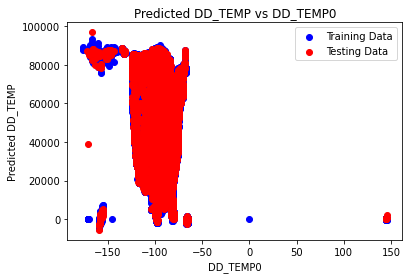 Predicted DD_TEMP vs DD_TEMP0
Training Data
Testing Data
Predicted DD_TEMP
100000
80000
60000
40000
20000
0
−150
−100
−50
0
50
100
150
DD_TEMP0